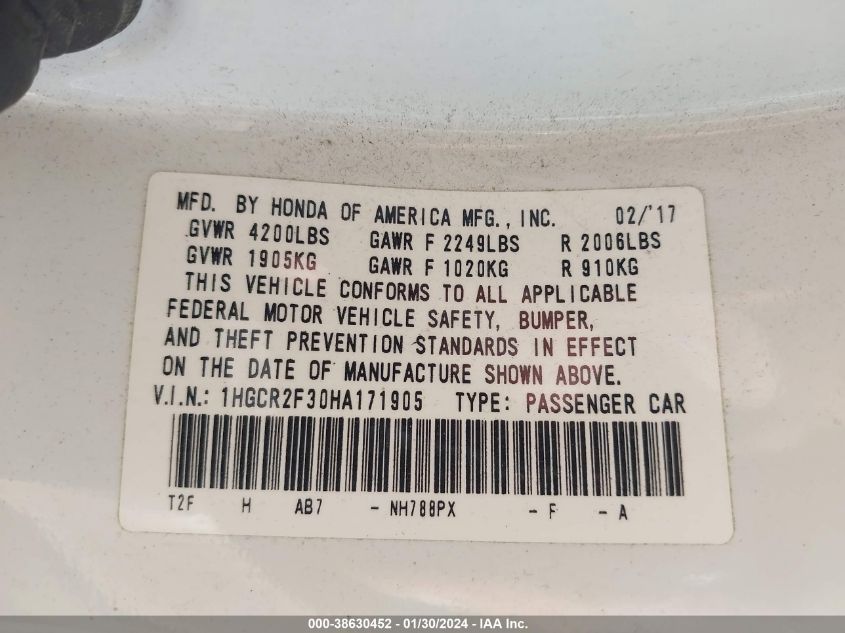 MFD. BY HONDA OF AMERICA MFG., INC. 02/'17
GVWR 4200LBS GAWR F 2249LBS R 2006LBS
GVWR 1905KG GAWR F 1020KG R 910KG
THIS VEHICLE CONFORMS TO ALL APPLICABLE
FEDERAL MOTOR VEHICLE SAFETY, BUMPER,
AND THEFT PREVENTION STANDARDS IN EFFECT
ON THE DATE OF MANUFACTURE SHOWN ABOVE.
V.I.N.: 1HGCR2F30HA171905 TYPE: PASSENGER CAR
T2F H AB7 - NH788PX - F - A
000-38630452 - 01/30/2024 - IAA Inc.